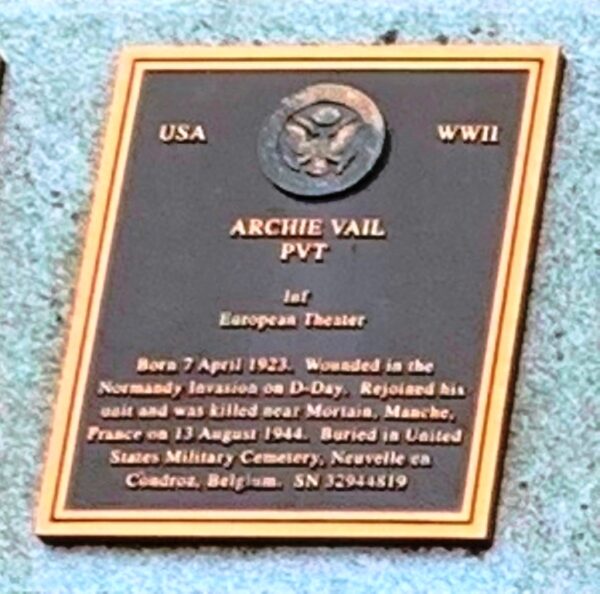 USA WWII
ARCHIE VAIL
PVT
Inf
European Theater
Born 7 April 1923. Wounded in the
Normandy Invasion on D-Day. Rejoined his
unit and was killed near Mortain, Manche,
France on 13 August 1944. Buried in United
States Military Cemetery, Neuvelle en
Condroz, Belgium. SN 32944819